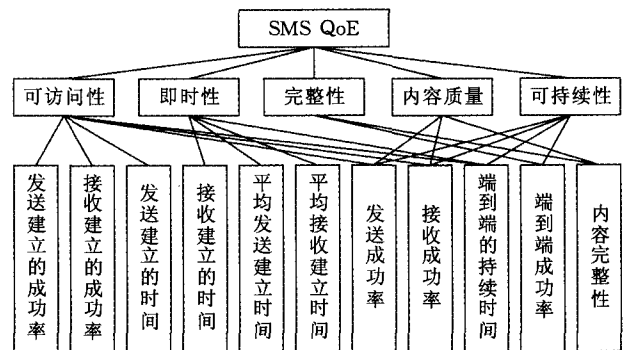 SMS QoE
可访问性
即时性
完整性
内容质量
可持续性
发送建立的成功率
接收建立的成功率
发送建立的时间
接收建立的时间
平均发送建立时间
平均接收建立时间
发送成功率
接收成功率
端到端的持续时间
端到端成功率
内容完整性